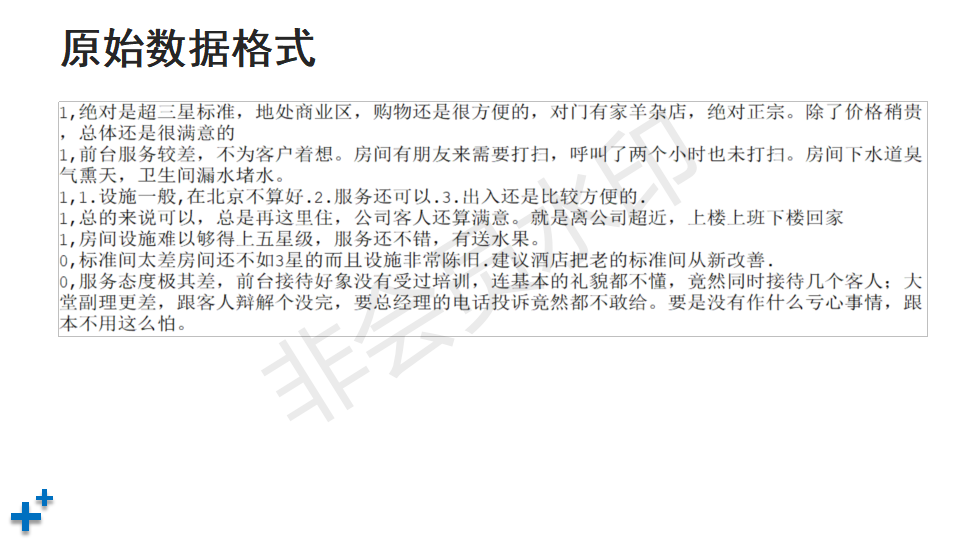 原始数据格式
1,绝对是超三星标准，地处商业区，购物还是很方便的，对门有家羊杂店，绝对正宗。除了价格稍贵
，总体还是很满意的
1,前台服务较差，不为客户着想。房间有朋友来需要打扫，呼叫了两个小时也未打扫。房间下水道臭
气熏天，卫生间漏水堵水。
1,1.设施一般,在北京不算好.2.服务还可以.3.出入还是比较方便的.
1,总的来说可以，总是再这里住，公司客人还算满意。就是离公司超近，上楼上班下楼回家
1,房间设施难以够得上五星级，服务还不错，有送水果。
0,标准间太差房间还不如3星的而且设施非常陈旧.建议酒店把老的标准间从新改善.
0,服务态度极其差，前台接待好象没有受过培训，连基本的礼貌都不懂，竟然同时接待几个客人；大
堂副理更差，跟客人辩解个没完，要总经理的电话投诉竟然都不敢给。要是没有作什么亏心事情，跟
本不用这么怕。
非会员水印